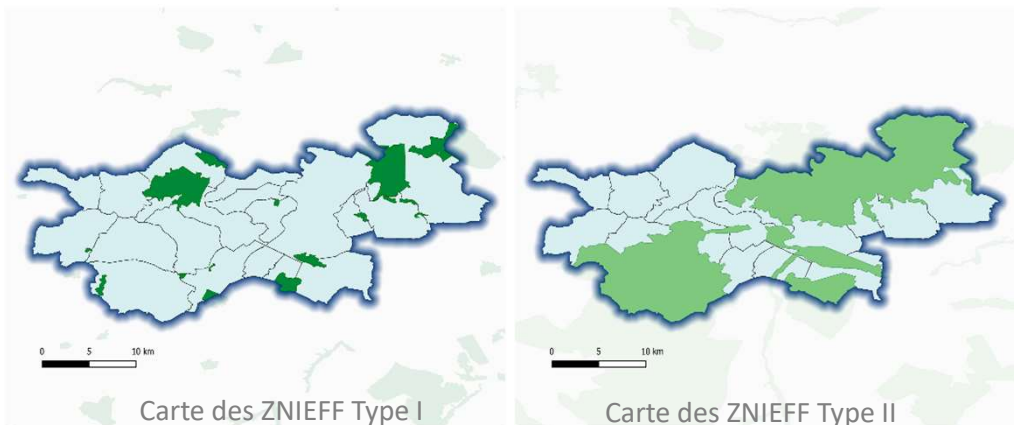 0 5 10 km
Carte des ZNIEFF Type I
0 5 10 km
Carte des ZNIEFF Type II